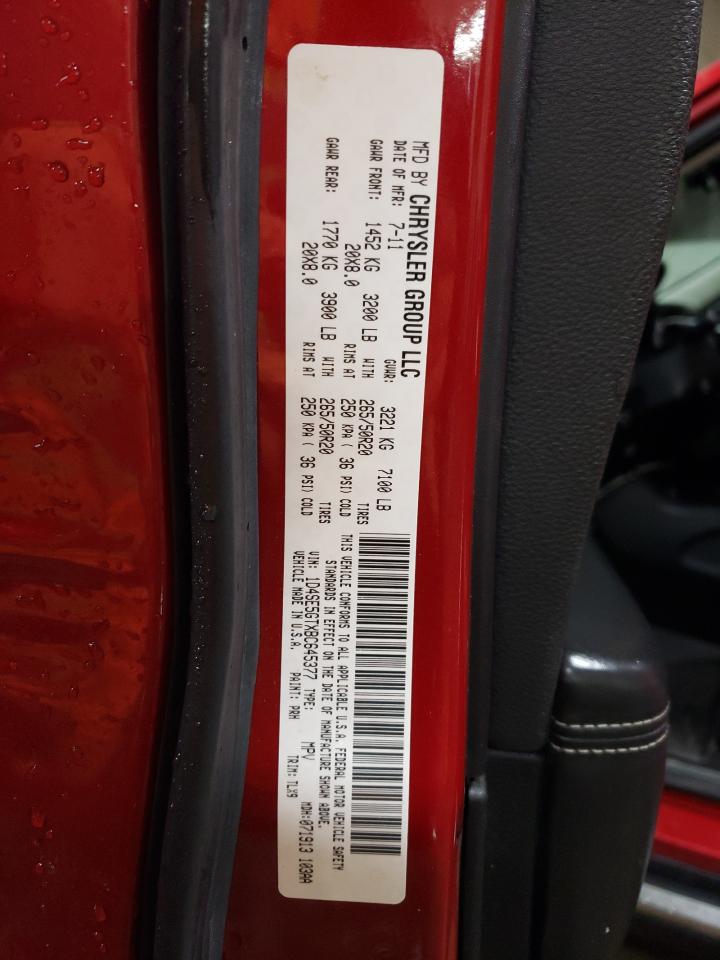 MFD BY CHRYSLER GROUP LLC
DATE OF MFR: 7-11 GVWR: 3221 KG 7100 LB
GAWR FRONT: 1452 KG 3200 LB WITH 265/50R20 TIRES
20X8.0 RIMS AT 250 KPA ( 36 PSI) COLD
GAWR REAR: 1770 KG 3900 LB WITH 265/50R20 TIRES
20X8.0 RIMS AT 250 KPA ( 36 PSI) COLD
THIS VEHICLE CONFORMS TO ALL APPLICABLE U.S.A. FEDERAL MOTOR VEHICLE SAFETY
STANDARDS IN EFFECT ON THE DATE OF MANUFACTURE SHOWN ABOVE.
VIN: 1D4SE5GTXBC645377 TYPE: MPV MDH:071913 103AA
VEHICLE MADE IN U.S.A. PAINT: PRH TRIM: TLX9